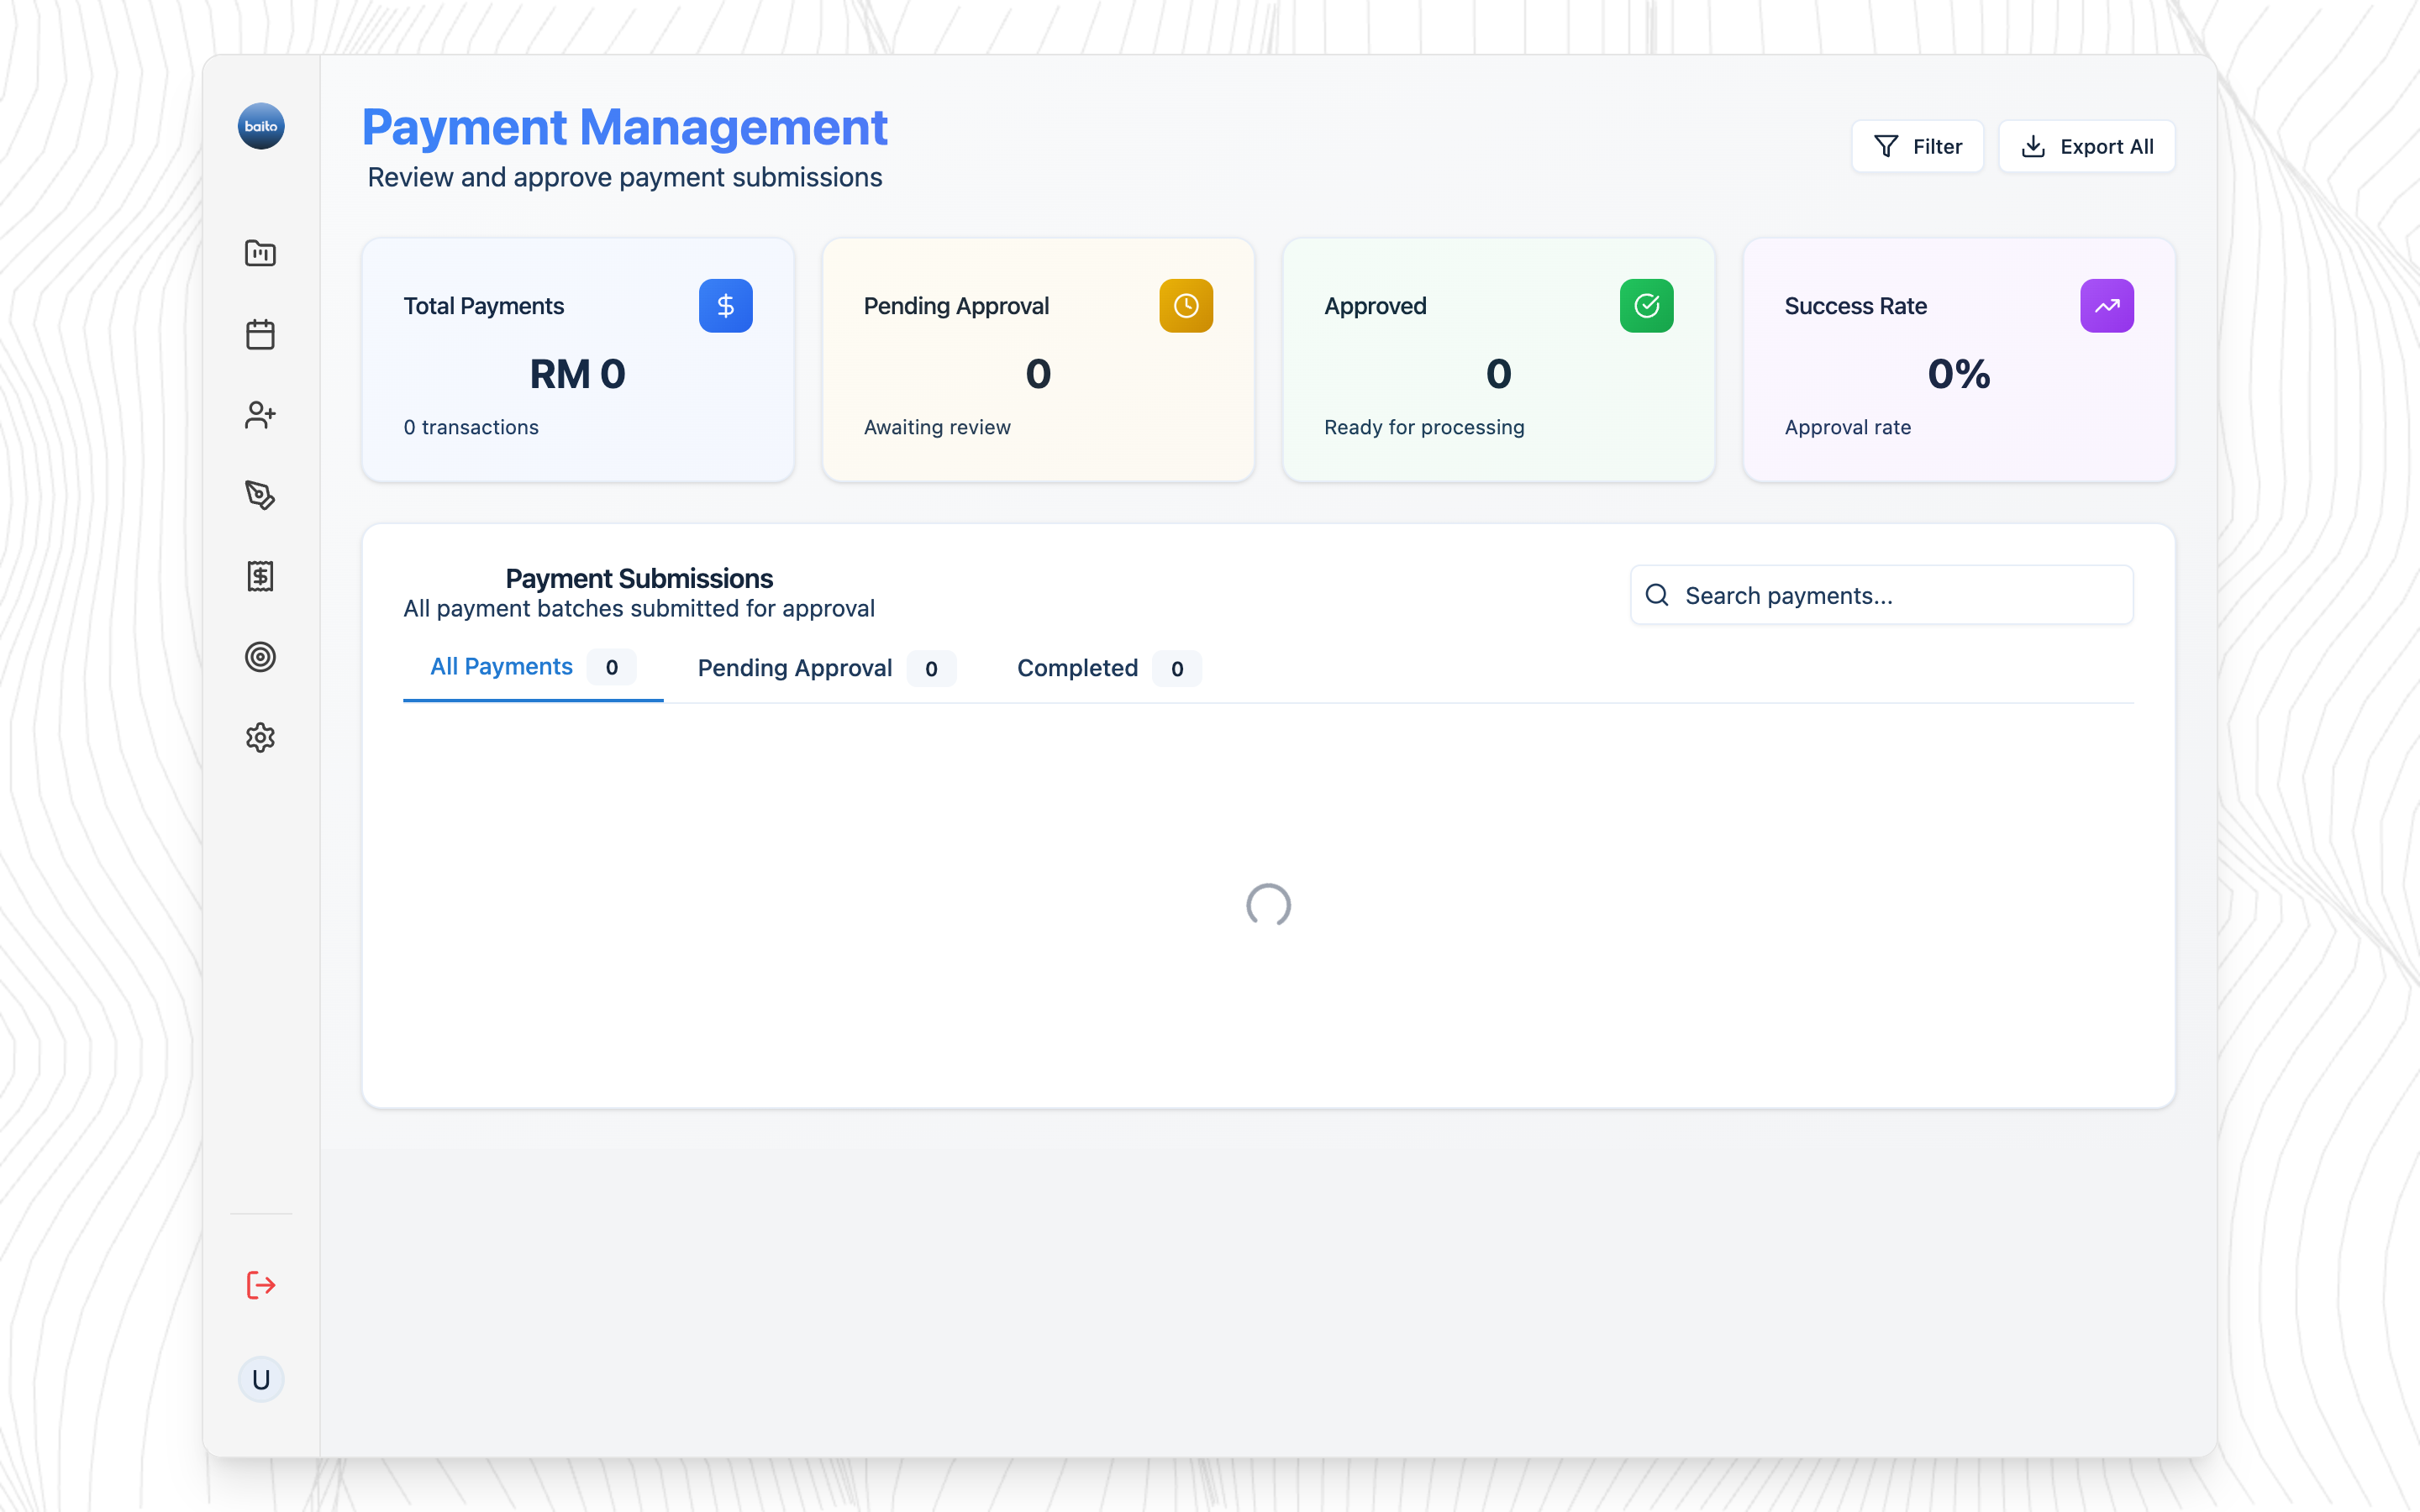 baito
Payment Management
Review and approve payment submissions
Filter
Export All
Total Payments
RM 0
0 transactions
Pending Approval
0
Awaiting review
Approved
0
Ready for processing
Success Rate
0%
Approval rate
Payment Submissions
All payment batches submitted for approval
Search payments...
All Payments 0 Pending Approval 0 Completed 0
U